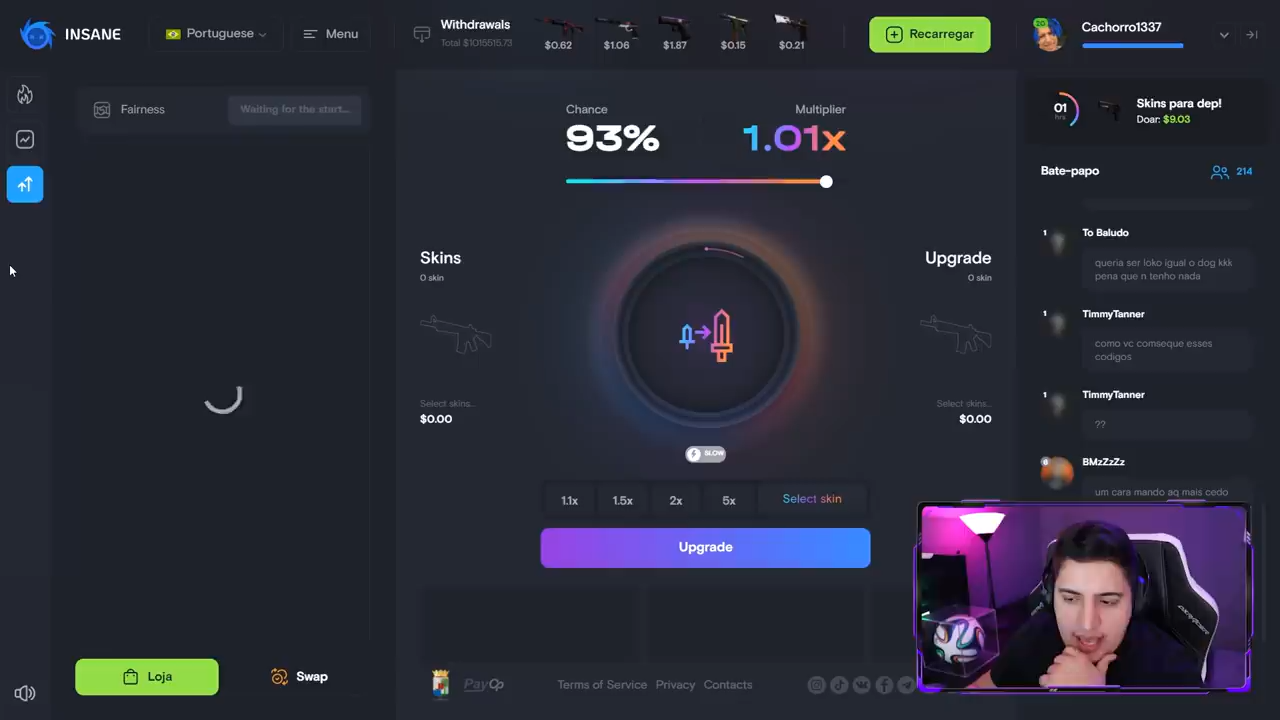 INSANE
Portuguese
Menu
Withdrawals
Total $1015515.73
$0.62
$1.06
$1.87
$0.15
$0.21
Recarregar
20
Cachorro1337
Fairness
Waiting for the start...
Chance
93%
Multiplier
1.01x
01
hrs
Skins para dep!
Doar: $9.03
Bate-papo
214
1
To Baludo
queria ser loko igual o dog kkk
pena que n tenho nada
1
TimmyTanner
como vc comseque esses
codigos
1
TimmyTanner
??
6
BMzZzZz
um cara mando aq mais cedo
Skins
0 skin
Select skins...
$0.00
Upgrade
0 skin
Select skins...
$0.00
SLOW
1.1x
1.5x
2x
5x
Select skin
Upgrade
Loja
Swap
PayOp
Terms of Service
Privacy
Contacts